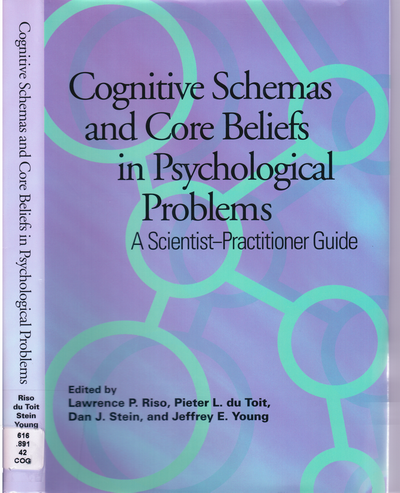 Cognitive Schemas and Core Beliefs in Psychological Problems
Riso
du Toit
Stein
Young
616
.891
42
COG
Cognitive Schemas
and Core Beliefs
in Psychological
Problems
A Scientist–Practitioner Guide
Edited by
Lawrence P. Riso, Pieter L. du Toit,
Dan J. Stein, and Jeffrey E. Young